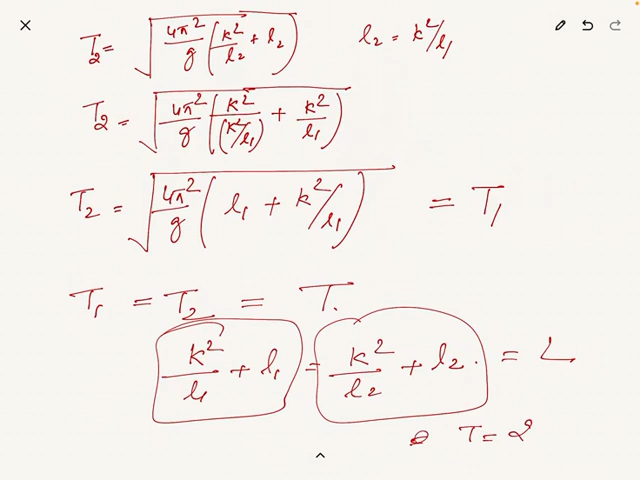 T₂ = √(4π²/g (k²/l₂ + l₂)) l₂ = k²/l₁
T₂ = √(4π²/g (k²/(k²/l₁) + k²/l₁))
T₂ = √(4π²/g (l₁ + k²/l₁)) = T₁
T₁ = T₂ = T.
k²/l₁ + l₁ = k²/l₂ + l₂. = L
T = 2